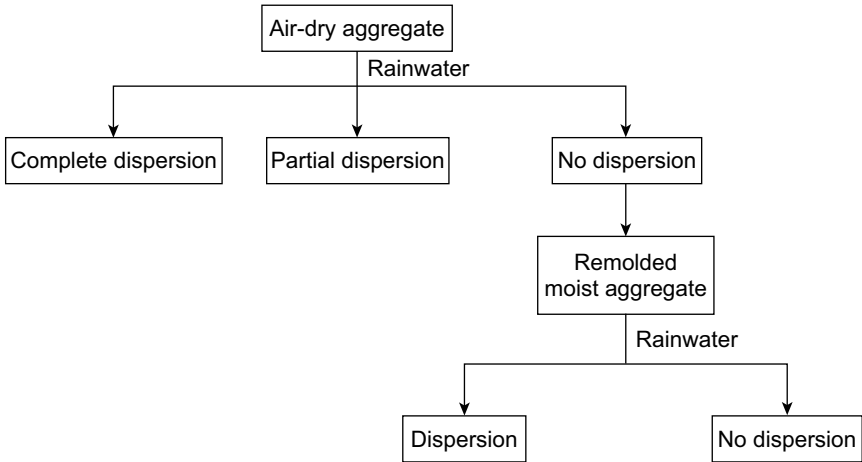 Air-dry aggregate
Rainwater
Complete dispersion
Partial dispersion
No dispersion
Remolded
moist aggregate
Rainwater
Dispersion
No dispersion